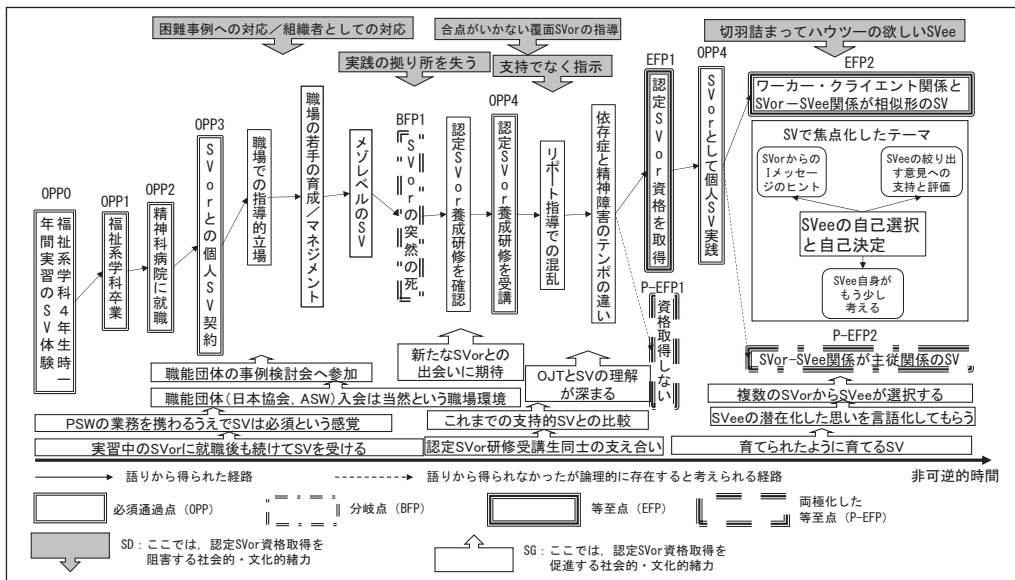 困難事例への対応／組織者としての対応
合点がいかない覆面SVorの指導
切羽詰まってハウツーの欲しいSVee
実践の拠り所を失う
支持でなく指示
OPP0
福祉系学科4年生時一
年間実習のSV体験
OPP1
福祉系学科卒業
OPP2
精神科病院に就職
OPP3
SVorとの個人SV契約
職場での指導的立場
職場の若手の育成／マネジメント
メゾレベルのSV
BFP1
SVorの突然の死
認定SVor養成研修を確認
OPP4
認定SVor養成研修を受講
リポート指導での混乱
依存症と精神障害のテンポの違い
EFP1
認定SVor資格を取得
P-EFP1
資格取得しない
OPP4
SVorとして個人SV実践
EFP2
ワーカー・クライエント関係と
SVor－SVee関係が相似形のSV
SVで焦点化したテーマ
SVorからの
Iメッセー
ジのヒント
SVeeの絞り出
す意見への
支持と評価
SVeeの自己選択
と自己決定
SVee自身が
もう少し
考える
P-EFP2
SVor-SVee関係が主従関係のSV
職能団体の事例検討会へ参加
職能団体（日本協会，ASW）入会は当然という職場環境
PSWの業務を携わるうえでSVは必須という感覚
実習中のSVorに就職後も続けてSVを受ける
新たなSVorとの
出会いに期待
OJTとSVの理解
が深まる
これまでの支持的SVとの比較
認定SVor研修受講生同士の支え合い
複数のSVorからSVeeが選択する
SVeeの潜在化した思いを言語化してもらう
育てられたように育てるSV
非可逆的時間
語りから得られた経路
語りから得られなかったが論理的に存在すると考えられる経路
必須通過点（OPP）
分岐点（BFP）
等至点（EFP）
両極化した
等至点（P-EFP）
SD：ここでは，認定SVor資格取得を
阻害する社会的・文化的緒力
SG：ここでは，認定SVor資格取得を
促進する社会的・文化的緒力